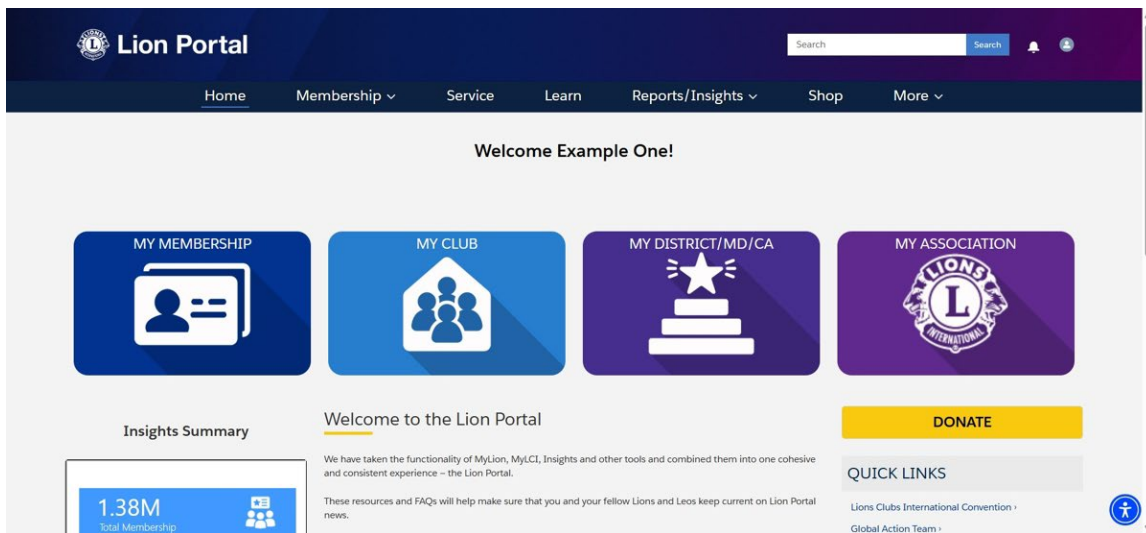 Lion Portal
Search
Search
Home
Membership
Service
Learn
Reports/Insights
Shop
More
Welcome Example One!
MY MEMBERSHIP
MY CLUB
MY DISTRICT/MD/CA
MY ASSOCIATION
LIONS
L
INTERNATIONAL
Insights Summary
1.38M
Total Membership
Welcome to the Lion Portal
We have taken the functionality of MyLion, MyLCI, Insights and other tools and combined them into one cohesive
and consistent experience – the Lion Portal.
These resources and FAQs will help make sure that you and your fellow Lions and Leos keep current on Lion Portal
news.
DONATE
QUICK LINKS
Lions Clubs International Convention ›
Global Action Team ›